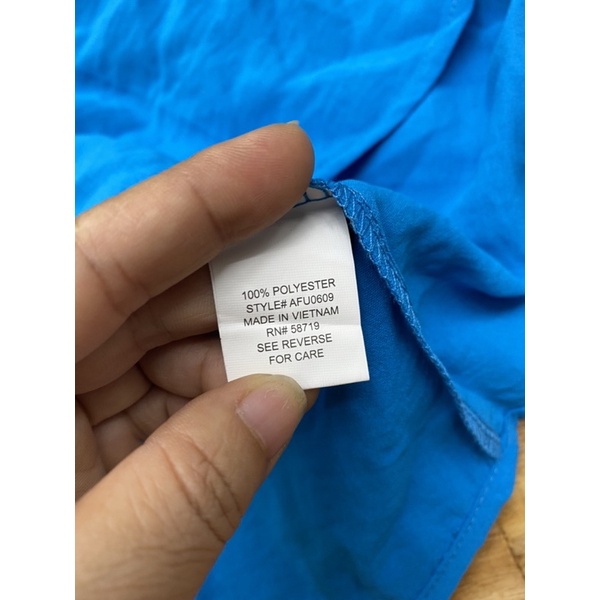 100% POLYESTER
STYLE# AFU0609
MADE IN VIETNAM
RN# 58719
SEE REVERSE
FOR CARE